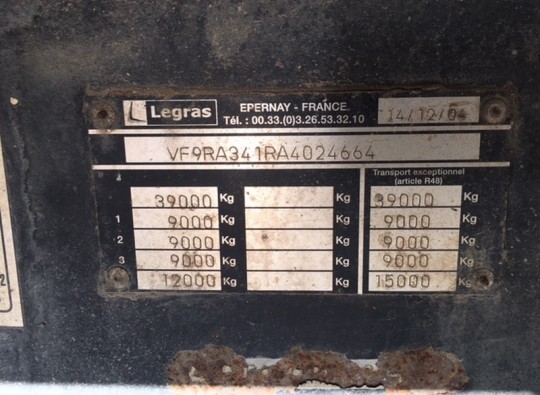 Legras EPERNAY - FRANCE 14/12/04
Tél. : 00.33.(0)3.26.53.32.10
VF9RA341RA4024664
Transport exceptionnel
(article R48)
39000 Kg Kg 39000 Kg
1 9000 Kg Kg 9000 Kg
2 9000 Kg Kg 9000 Kg
3 9000 Kg Kg 9000 Kg
12000 Kg Kg 15000 Kg
2